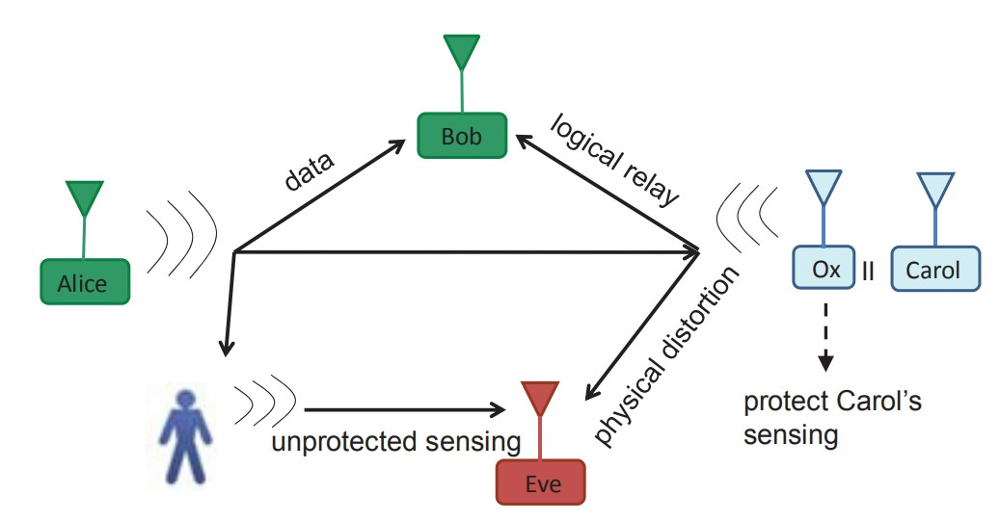 Bob
data
logical relay
Alice
Ox
II
Carol
physical distortion
protect Carol's
sensing
unprotected sensing
Eve